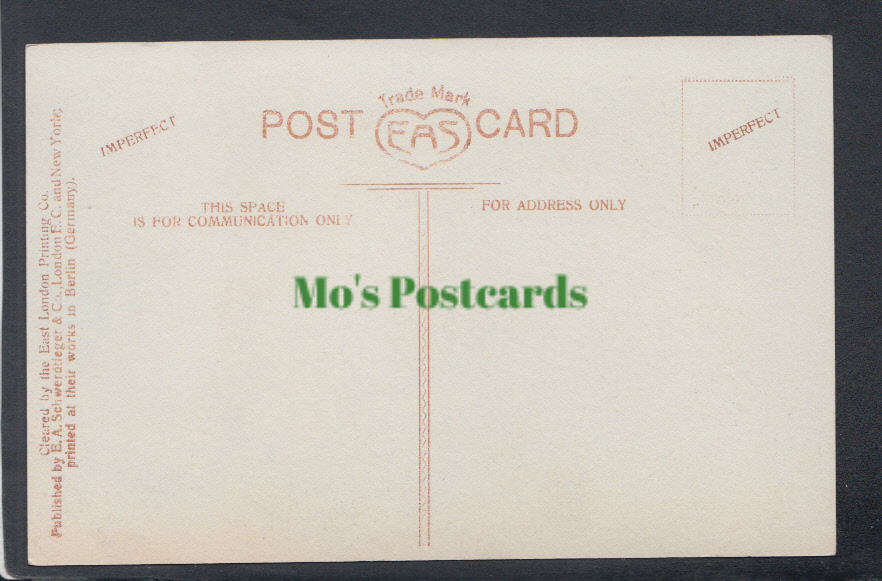 Cleared by the East London Printing Co.
Published by E. A. Schwerdtfeger & Co., London E. C. and New York;
printed at their works in Berlin (Germany).
IMPERFECT
Trade Mark
POST EAS CARD
IMPERFECT
THIS SPACE
IS FOR COMMUNICATION ONLY
FOR ADDRESS ONLY
Mo's Postcards